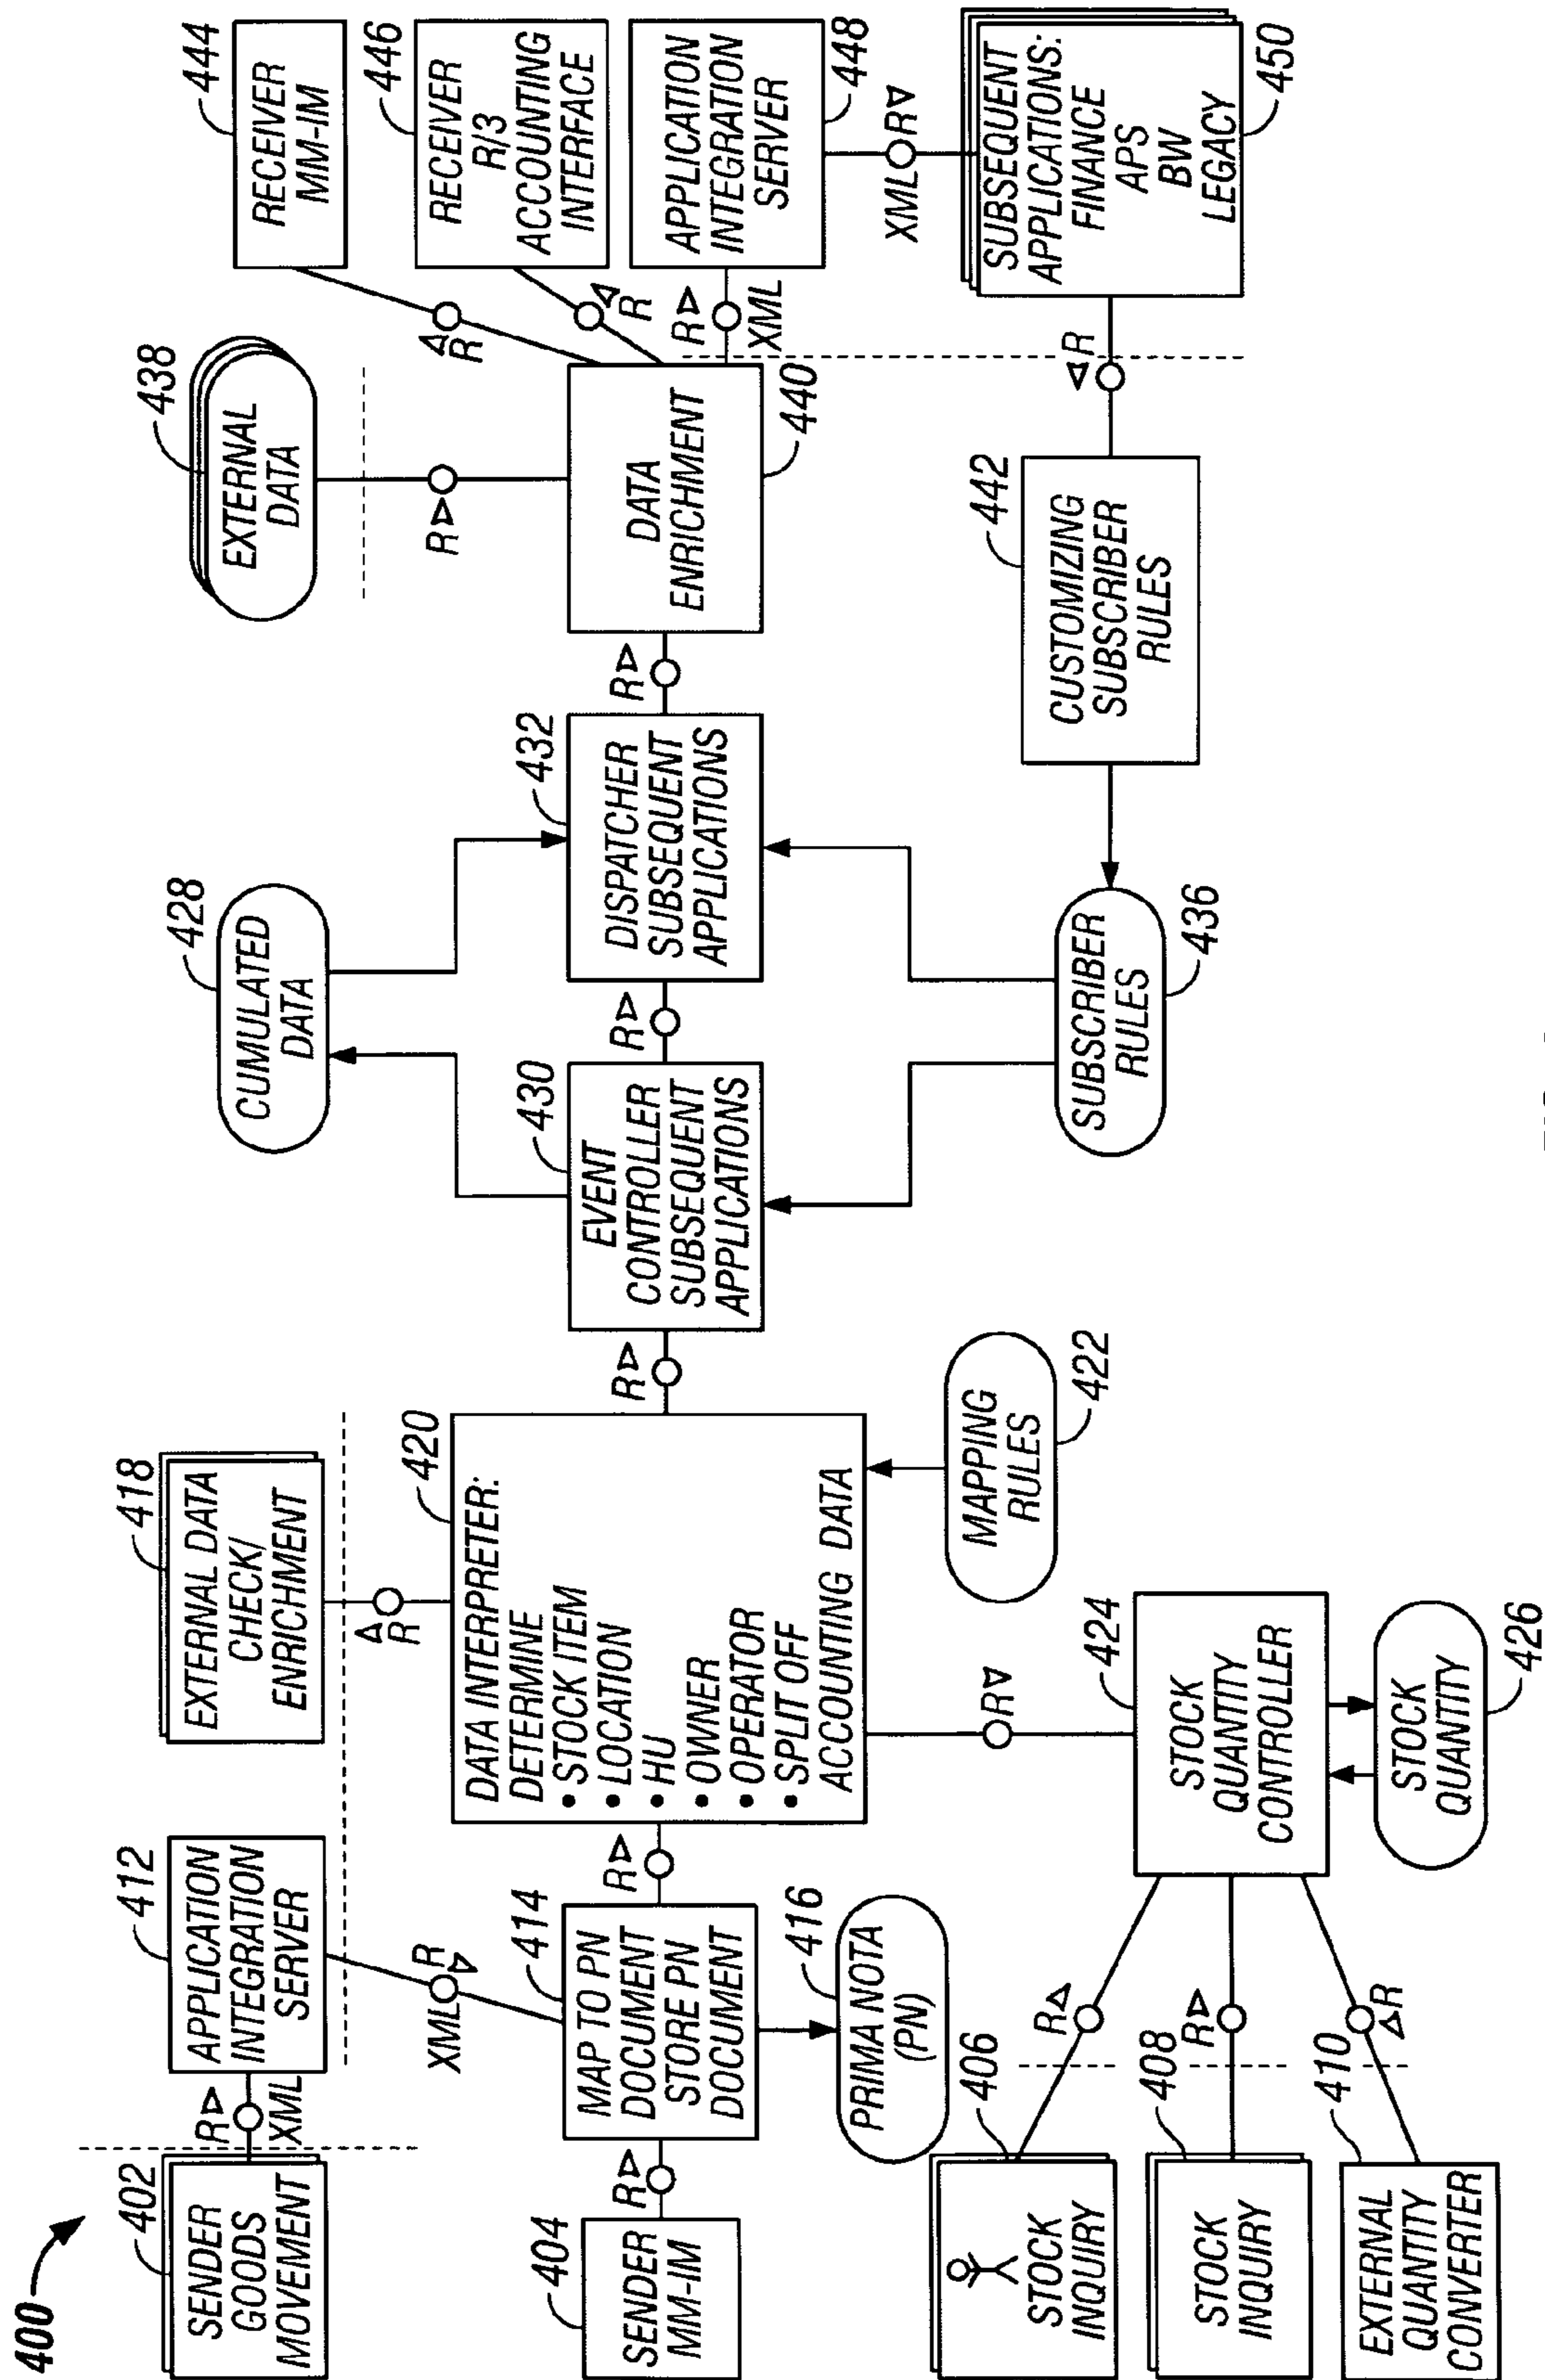 400
402
SENDER
GOODS
MOVEMENT
R
XML
412
APPLICATION
INTEGRATION
SERVER
XML
R
404
SENDER
MM-IM
R
414
MAP TO PN
DOCUMENT
STORE PN
DOCUMENT
416
PRIMA NOTA
(PN)
R
418
EXTERNAL DATA
CHECK/
ENRICHMENT
R
420
DATA INTERPRETER:
DETERMINE
• STOCK ITEM
• LOCATION
• HU
• OWNER
• OPERATOR
• SPLIT OFF
ACCOUNTING DATA
MAPPING
RULES
422
R
406
STOCK
INQUIRY
R
408
STOCK
INQUIRY
R
410
EXTERNAL
QUANTITY
CONVERTER
R
424
STOCK
QUANTITY
CONTROLLER
STOCK
QUANTITY
426
R
428
CUMULATED
DATA
430
EVENT
CONTROLLER
SUBSEQUENT
APPLICATIONS
R
432
DISPATCHER
SUBSEQUENT
APPLICATIONS
R
SUBSCRIBER
RULES
436
438
EXTERNAL
DATA
R
DATA
ENRICHMENT
440
442
CUSTOMIZING
SUBSCRIBER
RULES
R
R
R
R
XML
444
RECEIVER
MM-IM
446
RECEIVER
R/3
ACCOUNTING
INTERFACE
APPLICATION
INTEGRATION
SERVER
448
XML
R
SUBSEQUENT
APPLICATIONS:
FINANCE
APS
BW
LEGACY
450